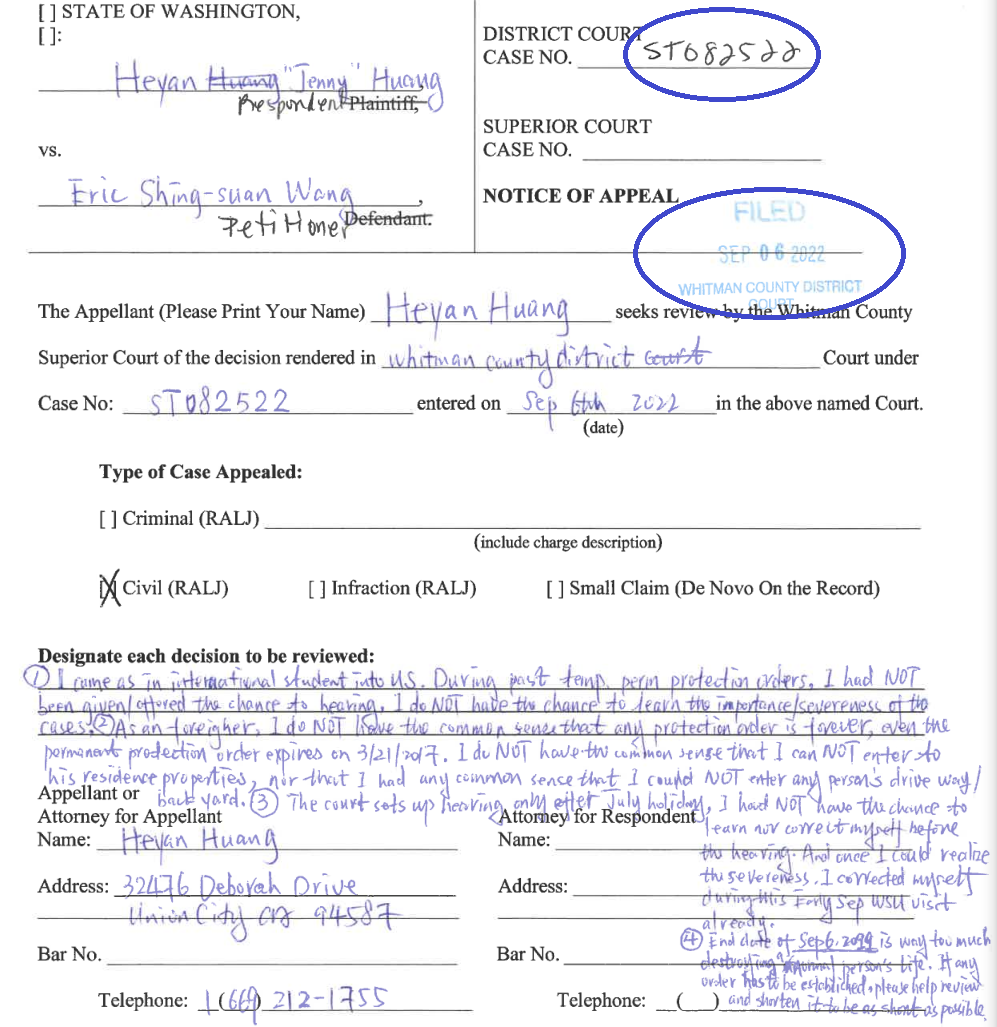 [ ] STATE OF WASHINGTON,
[ ]:
Heyan Huang "Jenny" Huang
Respondent Plaintiff,
vs.
Eric Shing-suan Wang,
Petitioner Defendant.
DISTRICT COURT
CASE NO. ST082522
SUPERIOR COURT
CASE NO.
NOTICE OF APPEAL
FILED
SEP 06 2022
WHITMAN COUNTY DISTRICT
COURT
The Appellant (Please Print Your Name) Heyan Huang seeks review by the Whitman County
Superior Court of the decision rendered in whitman county district court Court under
Case No: ST082522 entered on Sep 6th 2022 in the above named Court.
(date)
Type of Case Appealed:
[ ] Criminal (RALJ)
(include charge description)
[X] Civil (RALJ) [ ] Infraction (RALJ) [ ] Small Claim (De Novo On the Record)
Designate each decision to be reviewed:
① I came as in international student into US. During past temp. perm protection orders, I had NOT
been given/offered the chance to hearing. I do NOT have the chance to learn the importance/severeness of the
cases. ② As an foreigher, I do NOT have the common sense that any protection order is forever, even the
permanent prodection order expires on 3/21/2017. I do NOT have the common sense that I can NOT enter to
his residence properties, nor that I had any common sense that I could NOT enter any person's drive way/
back yard. ③ The court sets up hearing only after July holiday, I had NOT have the chance to
learn nor correct myself before
the hearing. And once I could realize
the severeness. I corrected myself
during this Early Sep WSU visit
already.
④ End date of Sep 6, 2099 is way too much
destroying a normal person's life. If any
order has to be established, please help review
and shorten it to be as short as posible.
Appellant or
Attorney for Appellant
Name: Heyan Huang
Address: 32476 Deborah Drive
Union City CA 94587
Bar No.
Telephone: 1 (669) 212-1755
Attorney for Respondent
Name:
Address:
Bar No.
Telephone: ( )